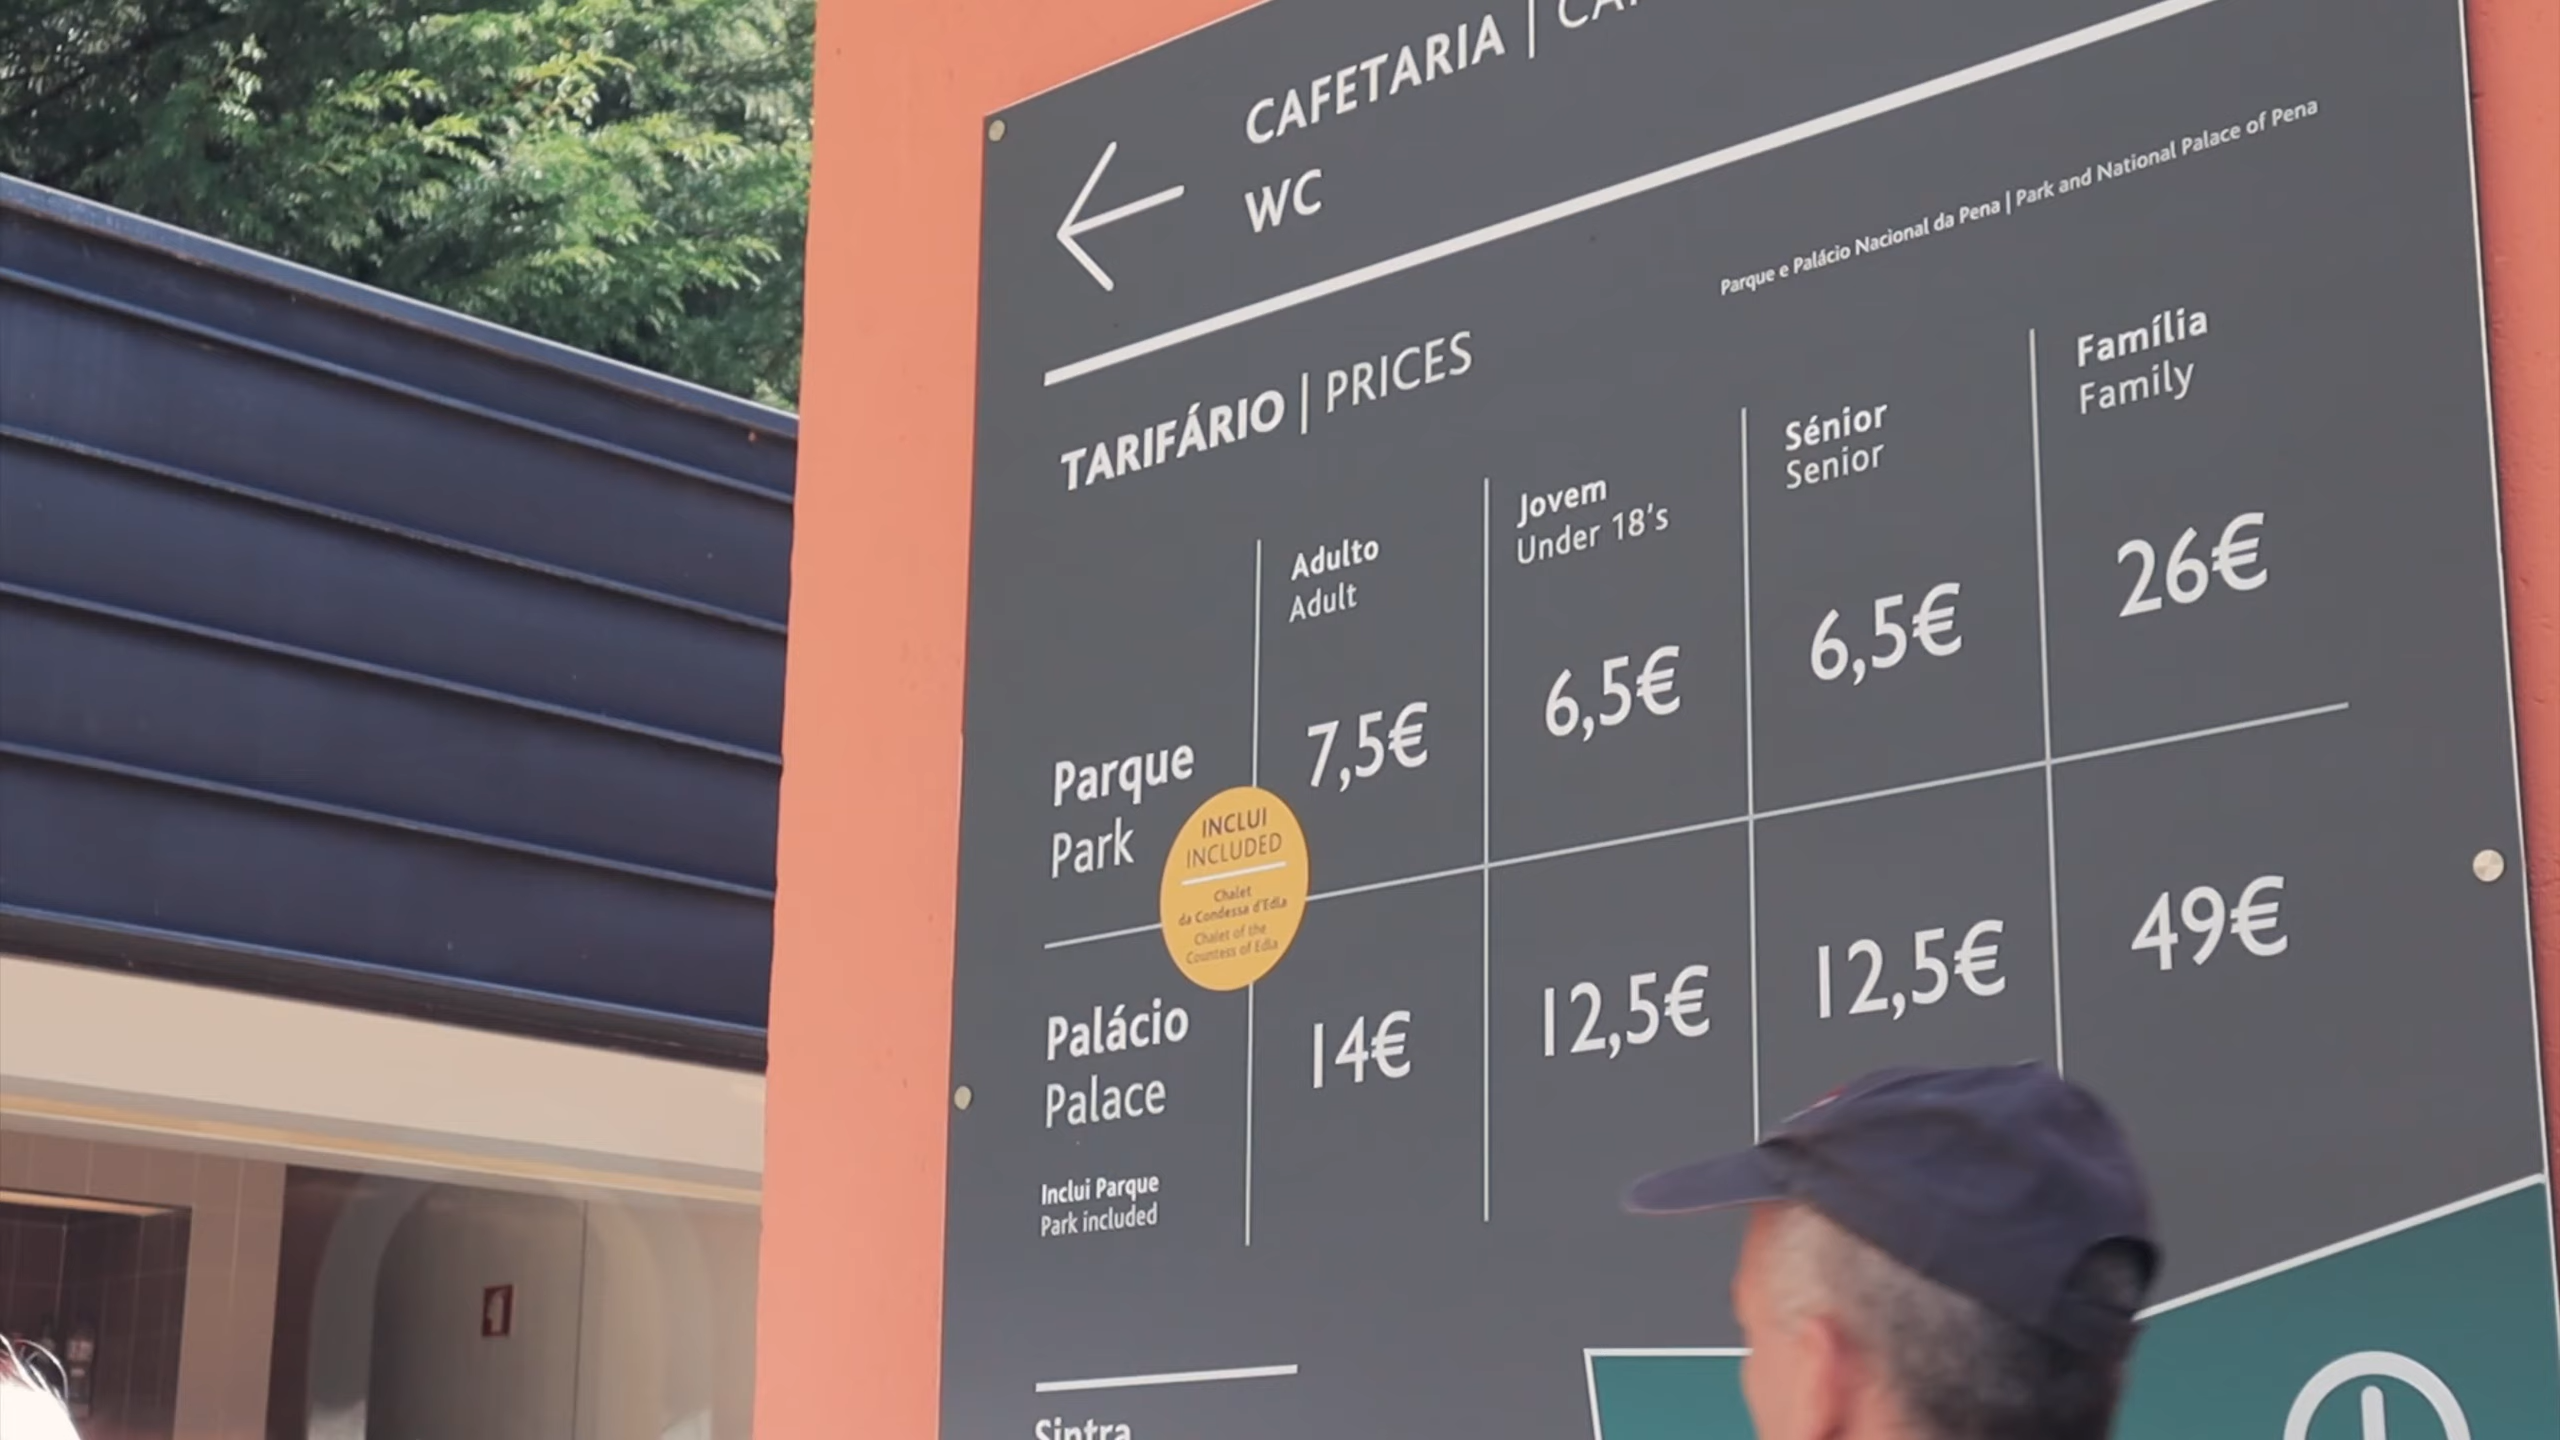 CAFETARIA |
WC
Parque e Palácio Nacional da Pena | Park and National Palace of Pena
TARIFÁRIO | PRICES
Adulto
Adult
Jovem
Under 18's
Sénior
Senior
Família
Family
Parque
Park
7,5€ 6,5€ 6,5€ 26€
INCLUI
INCLUDED
Chalet
da Condessa d'Edla
Chalet of the
Countess of Edla
Palácio
Palace
14€ 12,5€ 12,5€ 49€
Inclui Parque
Park included
Sintra